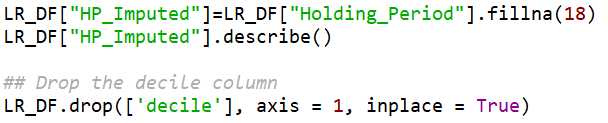 LR_DF["HP_Imputed"]=LR_DF["Holding_Period"].fillna(18)
LR_DF["HP_Imputed"].describe()
## Drop the decile column
LR_DF.drop(['decile'], axis = 1, inplace = True)